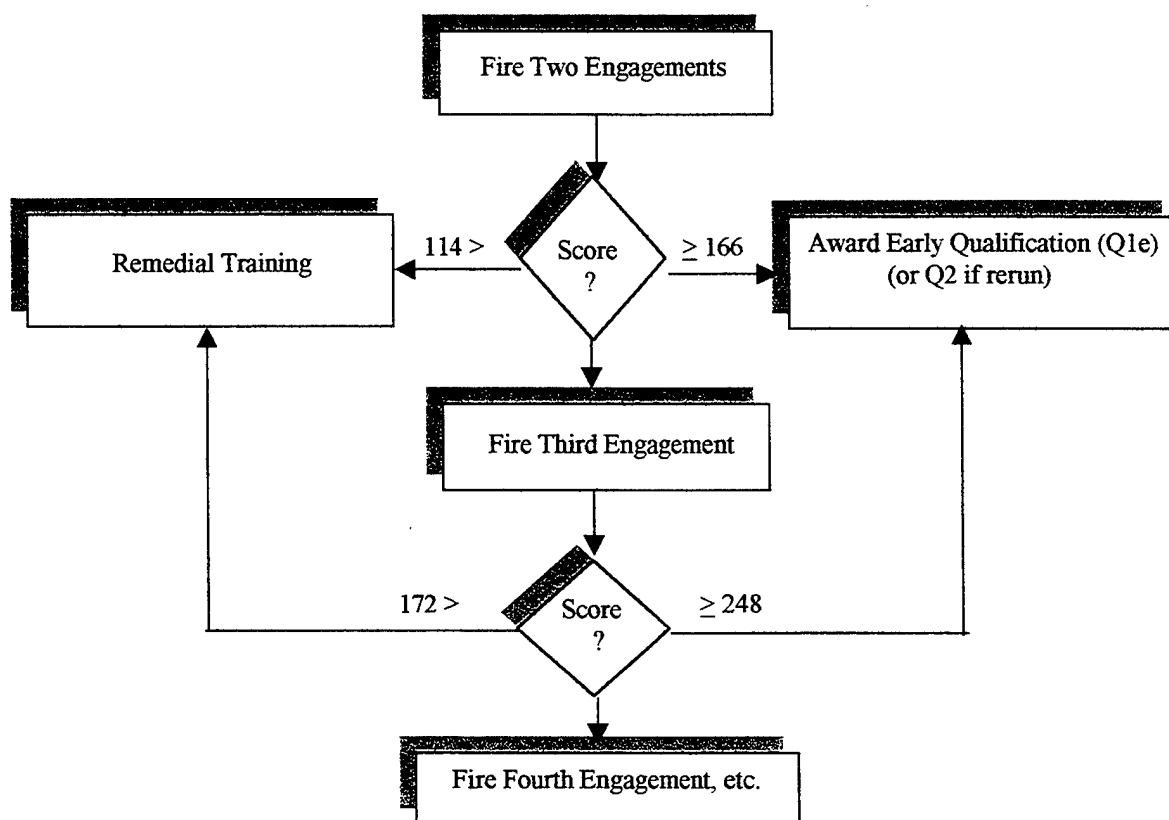 Fire Two Engagements
Remedial Training
114 >
Score
?
≥ 166
Award Early Qualification (Q1e)
(or Q2 if rerun)
Fire Third Engagement
172 >
Score
?
≥ 248
Fire Fourth Engagement, etc.